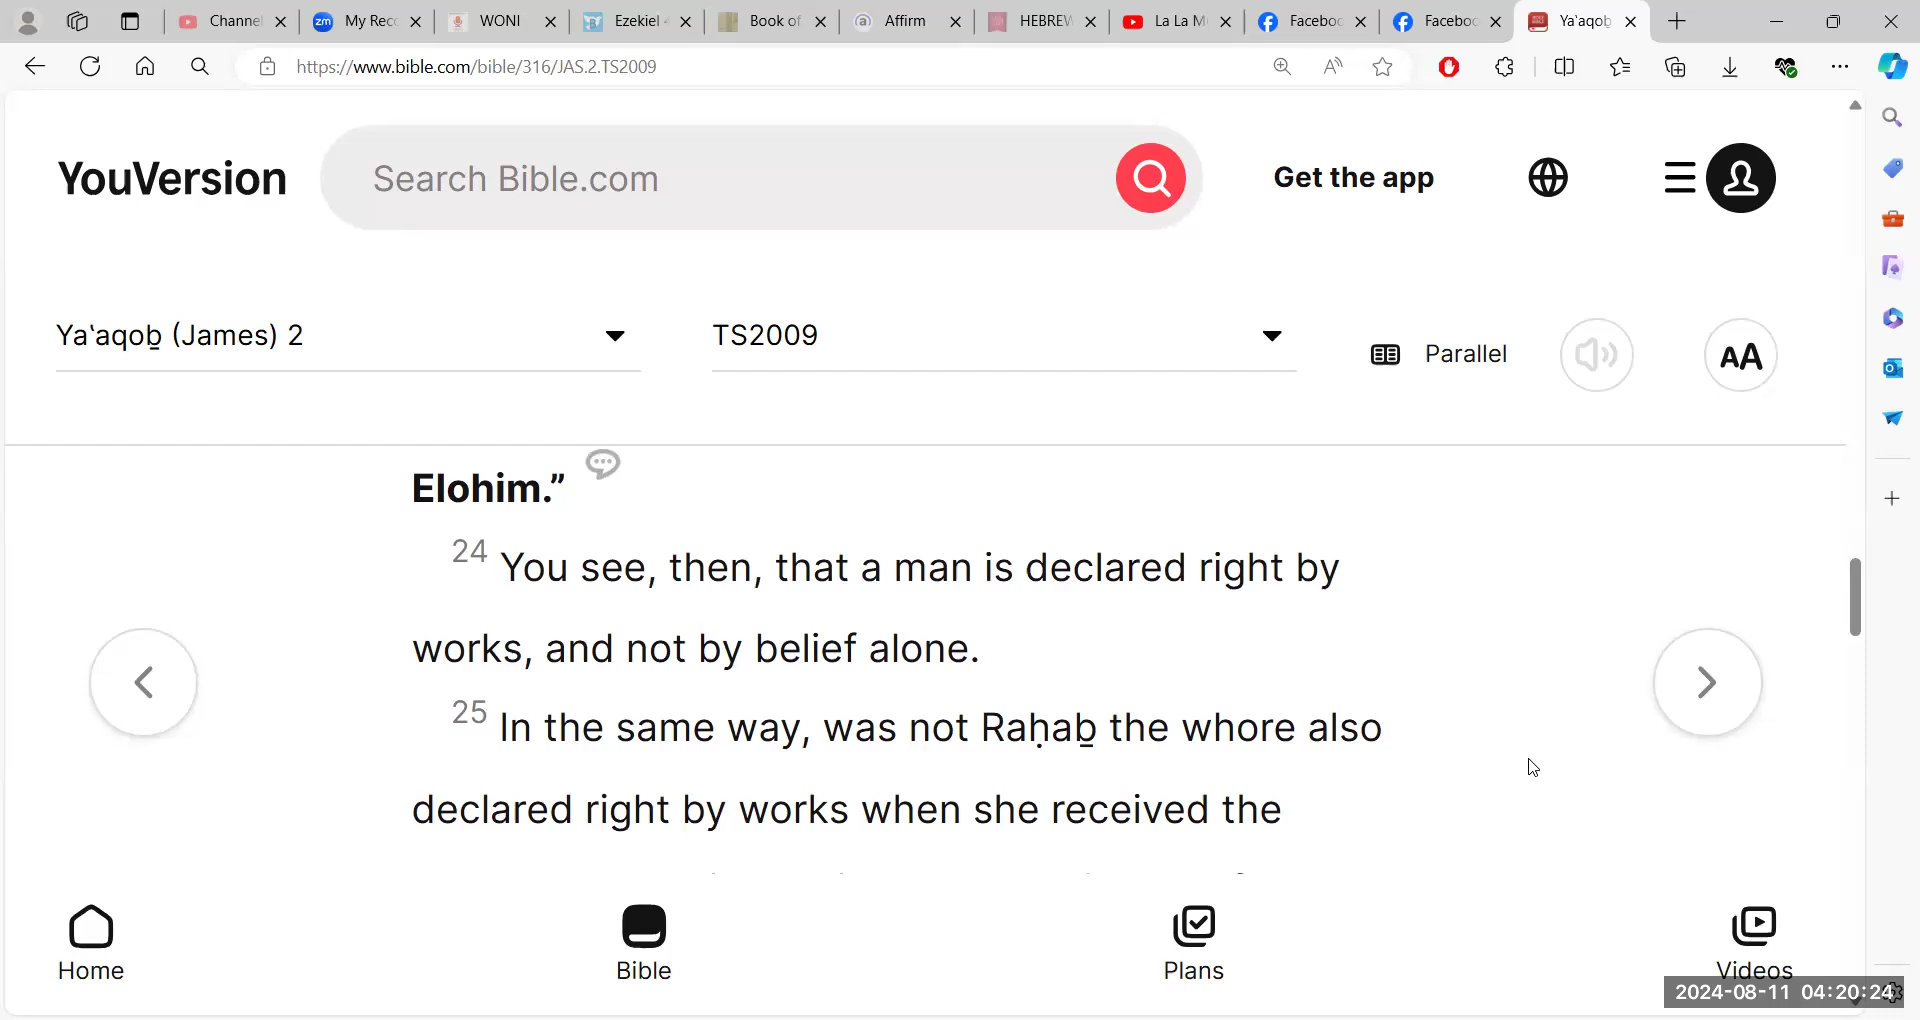 Channel
My Rec
WONI
Ezekiel 4
Book of
Affirm
HEBREW
La La M
Faceboo
Faceboo
Ya'aqoḇ
https://www.bible.com/bible/316/JAS.2.TS2009
YouVersion
Search Bible.com
Get the app
Ya'aqoḇ (James) 2
TS2009
Parallel
AA
Elohim.”
24 You see, then, that a man is declared right by
works, and not by belief alone.
25 In the same way, was not Raḥaḇ the whore also
declared right by works when she received the
Home
Bible
Plans
Videos
2024-08-11 04:20:24